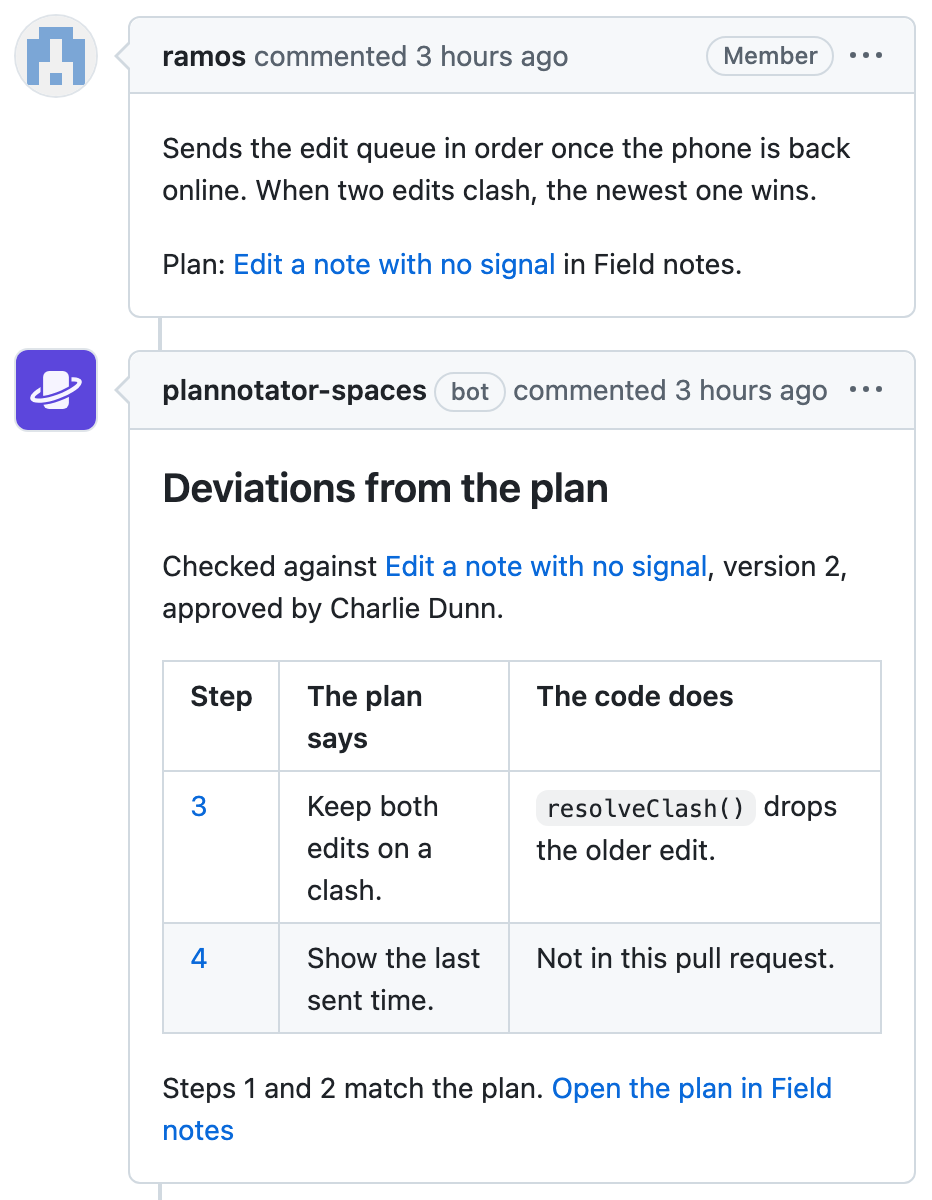 ramos commented 3 hours ago Member
Sends the edit queue in order once the phone is back
online. When two edits clash, the newest one wins.
Plan: Edit a note with no signal in Field notes.
plannotator-spaces bot commented 3 hours ago
Deviations from the plan
Checked against Edit a note with no signal, version 2,
approved by Charlie Dunn.
Step
The plan
says
The code does
3
Keep both
edits on a
clash.
resolveClash() drops
the older edit.
4
Show the last
sent time.
Not in this pull request.
Steps 1 and 2 match the plan. Open the plan in Field
notes